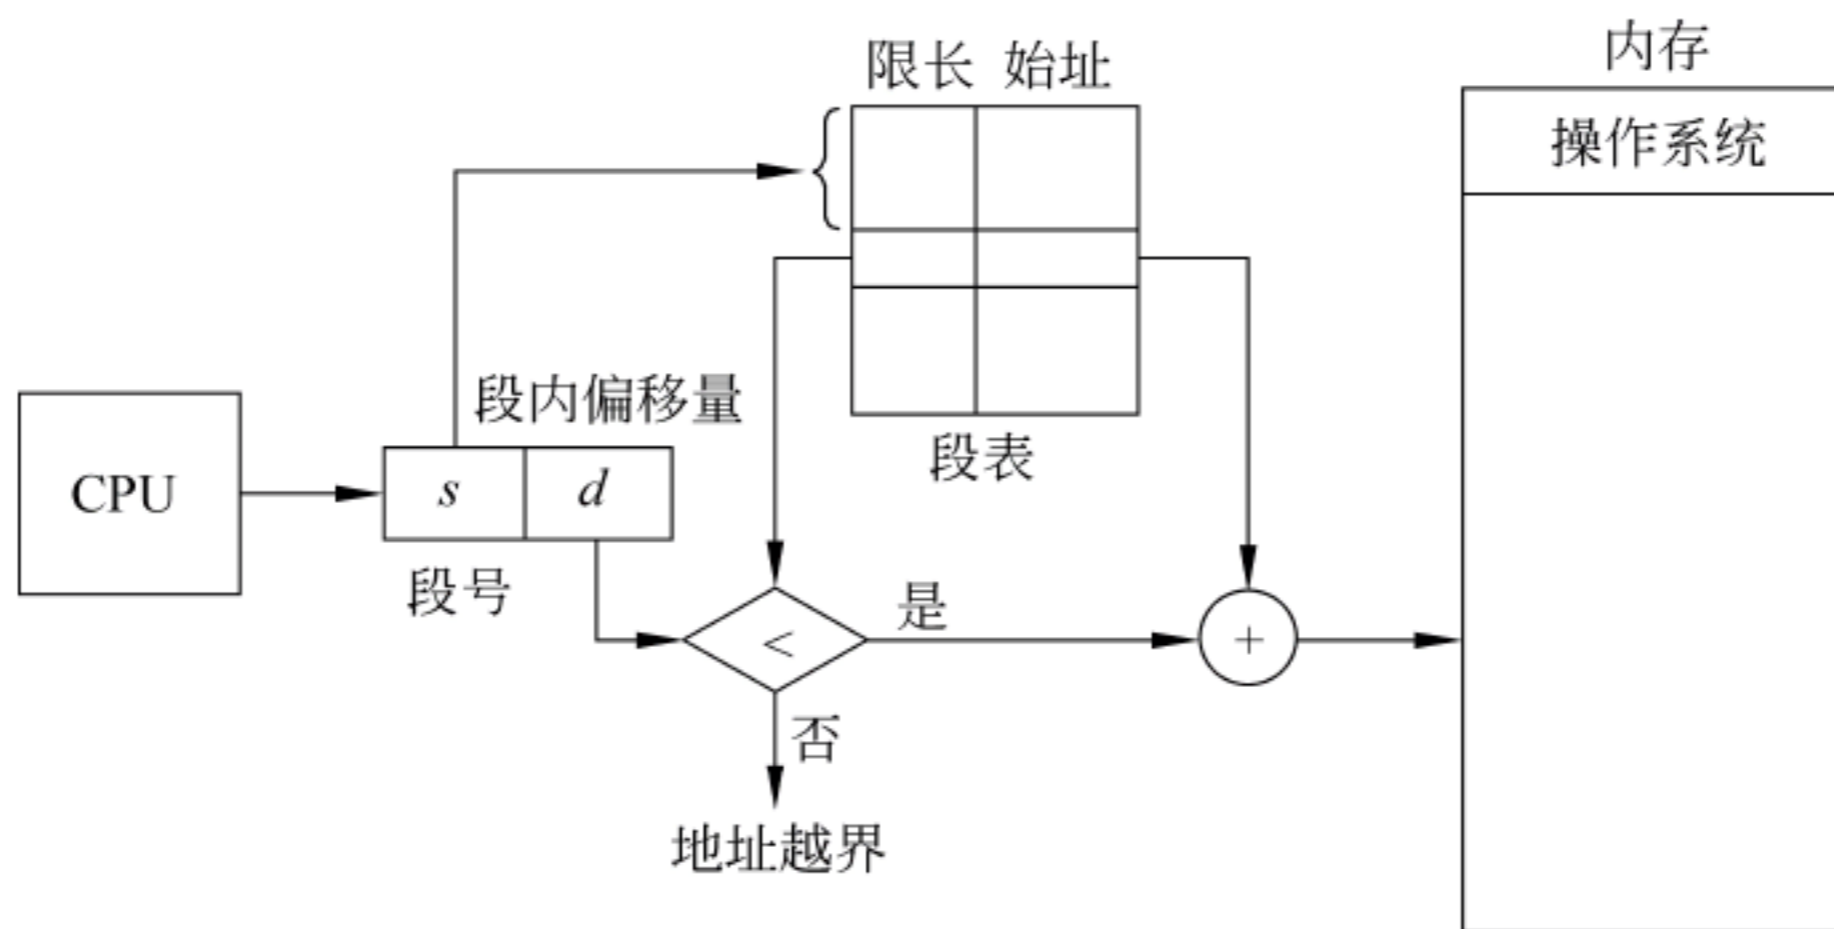 内存
限长 始址
操作系统
段内偏移量
段表
CPU
s
d
段号
是
<
+
否
地址越界